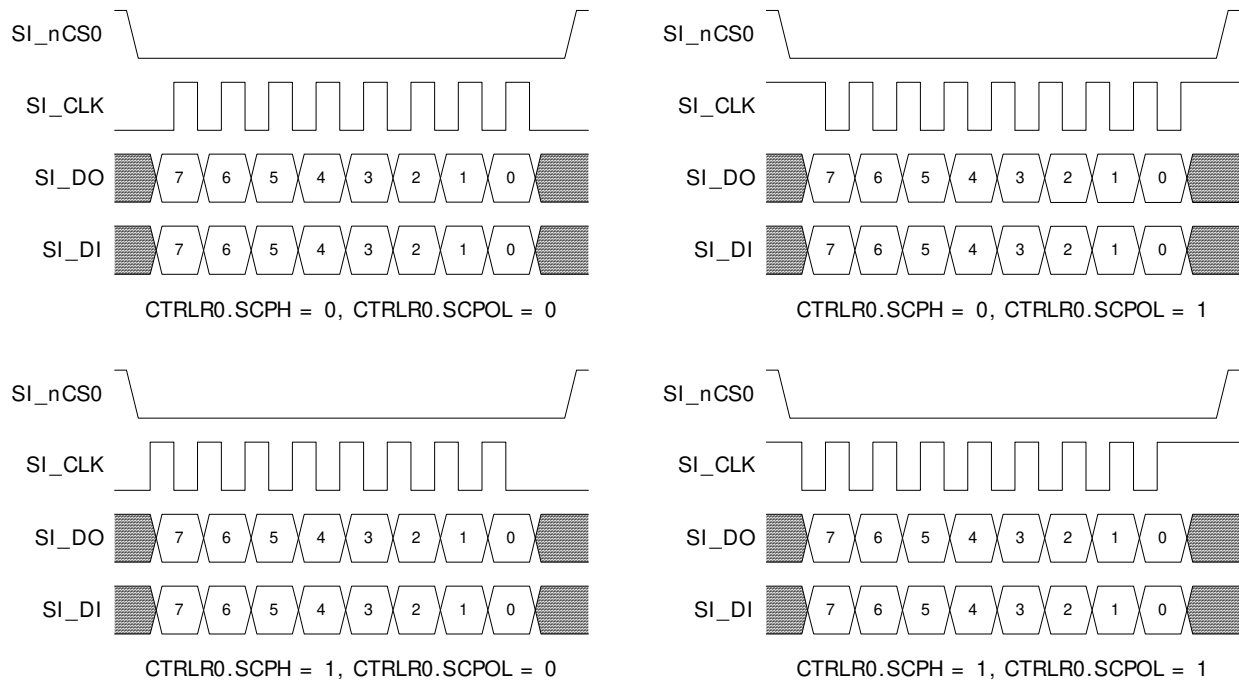 SI_nCS0
SI_CLK
SI_DO 7 6 5 4 3 2 1 0
SI_DI 7 6 5 4 3 2 1 0
CTRLR0.SCPH = 0, CTRLR0.SCPOL = 0
SI_nCS0
SI_CLK
SI_DO 7 6 5 4 3 2 1 0
SI_DI 7 6 5 4 3 2 1 0
CTRLR0.SCPH = 0, CTRLR0.SCPOL = 1
SI_nCS0
SI_CLK
SI_DO 7 6 5 4 3 2 1 0
SI_DI 7 6 5 4 3 2 1 0
CTRLR0.SCPH = 1, CTRLR0.SCPOL = 0
SI_nCS0
SI_CLK
SI_DO 7 6 5 4 3 2 1 0
SI_DI 7 6 5 4 3 2 1 0
CTRLR0.SCPH = 1, CTRLR0.SCPOL = 1